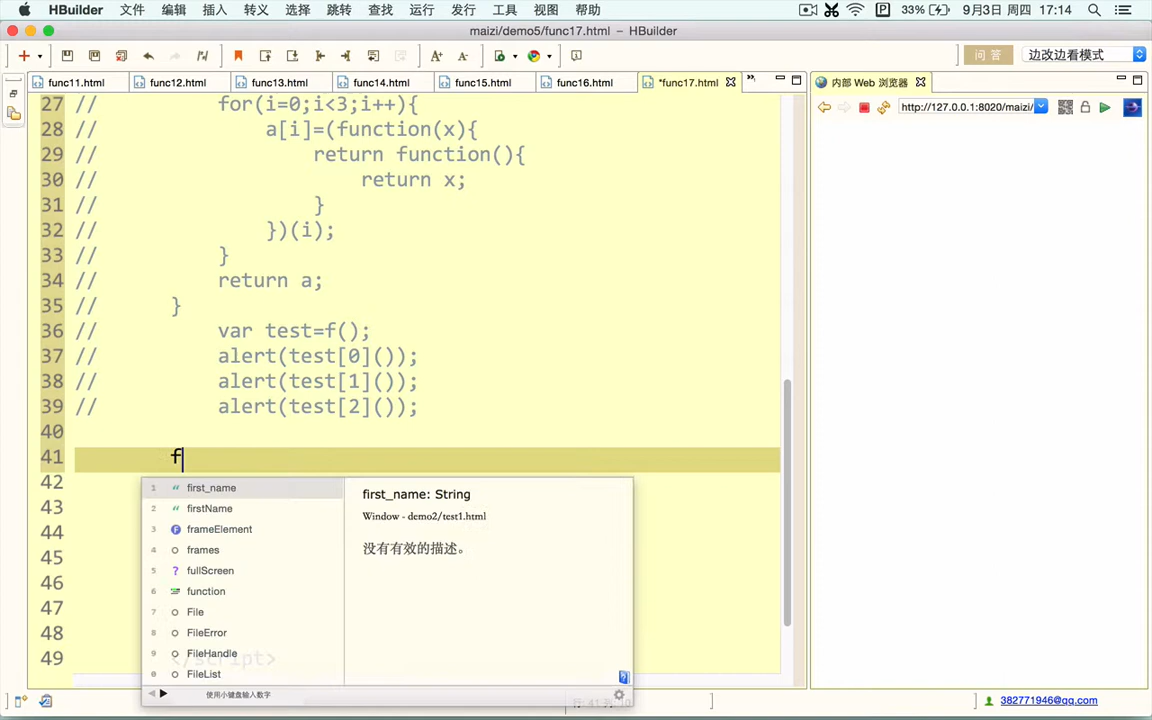 HBuilder 文件 编辑 插入 转义 选择 跳转 查找 运行 发行 工具 视图 帮助 33% 9月3日 周四 17:14
maizi/demo5/func17.html – HBuilder
问 答 边改边看模式
func11.html func12.html func13.html func14.html func15.html func16.html *func17.html 内部 Web 浏览器
http://127.0.0.1:8020/maizi/
27 // for(i=0;i<3;i++){
28 // a[i]=(function(x){
29 // return function(){
30 // return x;
31 // }
32 // })(i);
33 // }
34 // return a;
35 // }
36 // var test=f();
37 // alert(test[0]());
38 // alert(test[1]());
39 // alert(test[2]());
40
41 f
42
43
44
45
46
47
48
49 </script>
1 first_name
2 firstName
3 frameElement
4 frames
5 fullScreen
6 function
7 File
8 FileError
9 FileHandle
0 FileList
使用小键盘输入数字
first_name: String
Window - demo2/test1.html
没有有效的描述。
382771946@qq.com